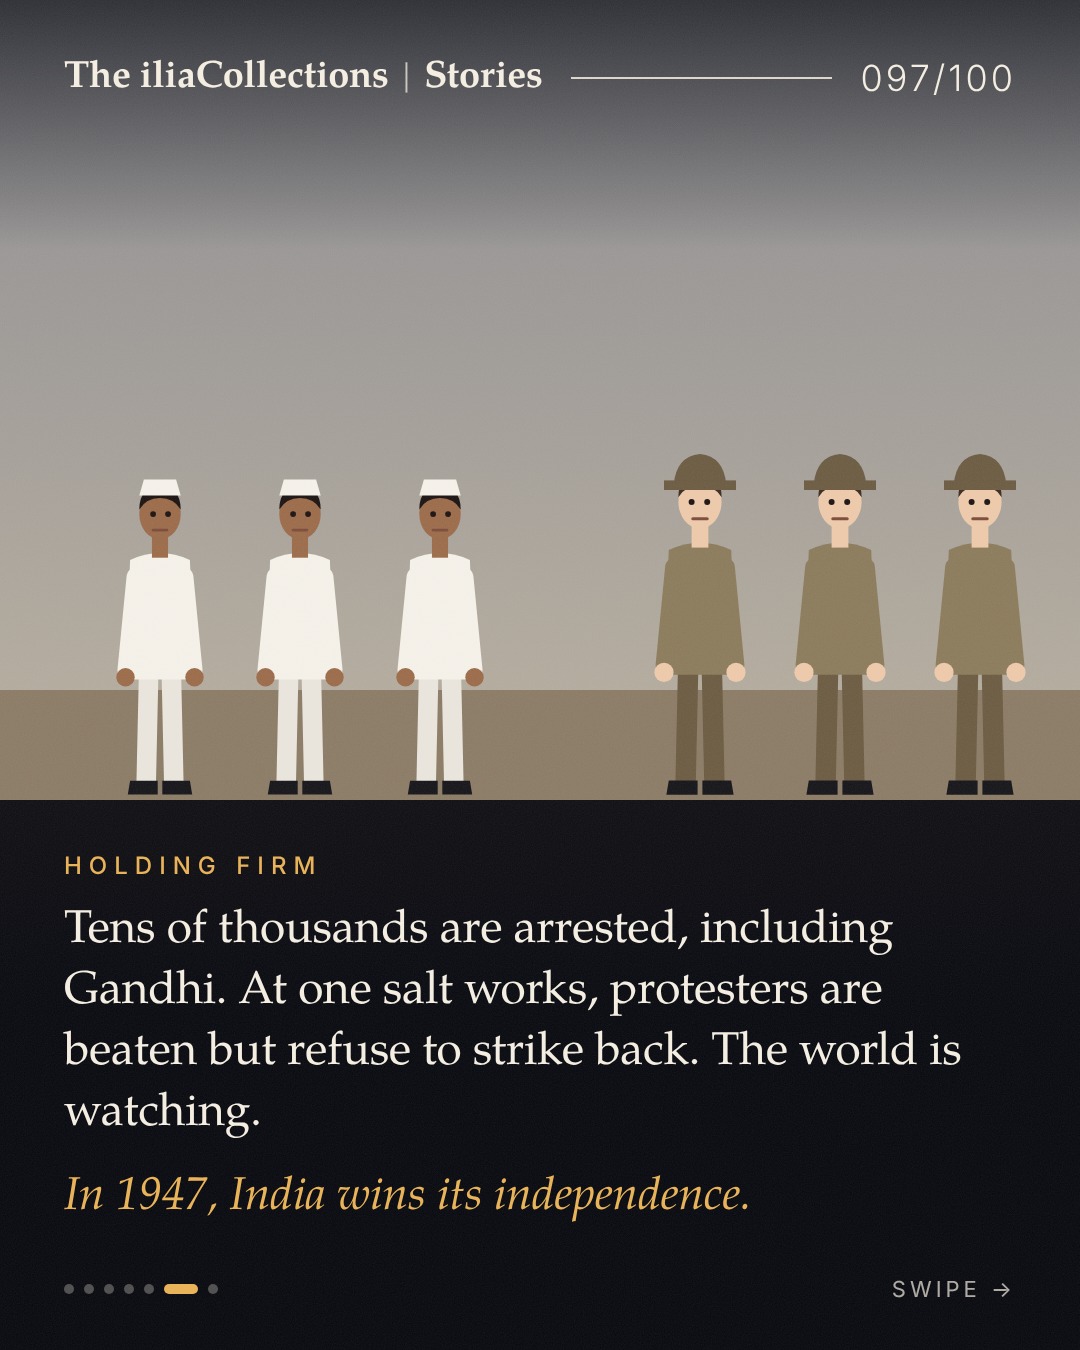 The iliaCollections | Stories 097/100
HOLDING FIRM
Tens of thousands are arrested, including
Gandhi. At one salt works, protesters are
beaten but refuse to strike back. The world is
watching.
In 1947, India wins its independence.
SWIPE →